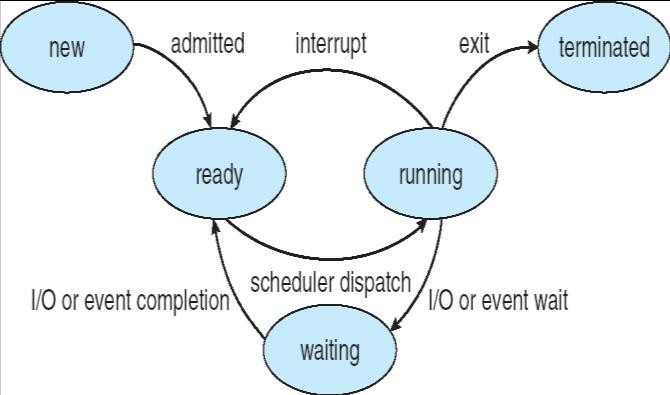 new
admitted
interrupt
exit
terminated
ready
running
I/O or event completion
scheduler dispatch
I/O or event wait
waiting